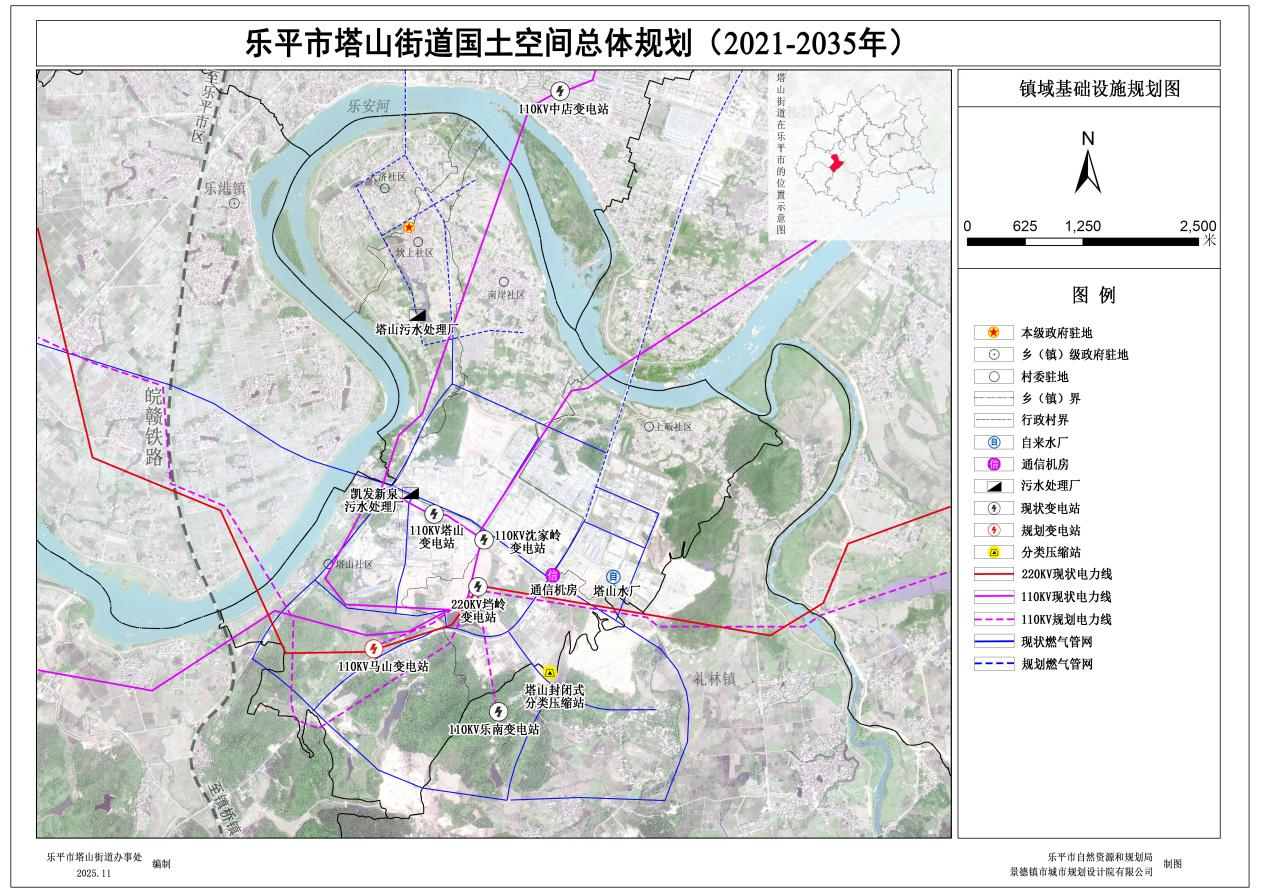 乐平市塔山街道国土空间总体规划（2021-2035年）
镇域基础设施规划图
N
0 625 1,250 2,500
米
塔山街道在乐平市的位置示意图
至乐平市区
乐安河
110KV中店变电站
乐港镇
坎上社区
南岸社区
塔山污水处理厂
皖赣铁路
上畈社区
凯发新泉
污水处理厂
110KV塔山
变电站
110KV沈家岭
变电站
塔山社区
通信机房
塔山水厂
220KV垱岭
变电站
110KV马山变电站
塔山封闭式
分类压缩站
礼林镇
110KV乐南变电站
至镇桥镇
图 例
本级政府驻地
乡（镇）级政府驻地
村委驻地
乡（镇）界
行政村界
自来水厂
通信机房
污水处理厂
现状变电站
规划变电站
分类压缩站
220KV现状电力线
110KV现状电力线
110KV规划电力线
现状燃气管网
规划燃气管网
乐平市塔山街道办事处
2025.11
编制
乐平市自然资源和规划局
景德镇市城市规划设计院有限公司
制图